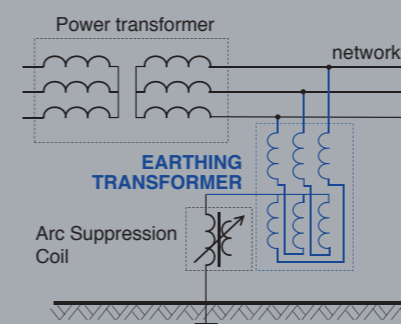 Power transformer
network
EARTHING
TRANSFORMER
Arc Suppression
Coil